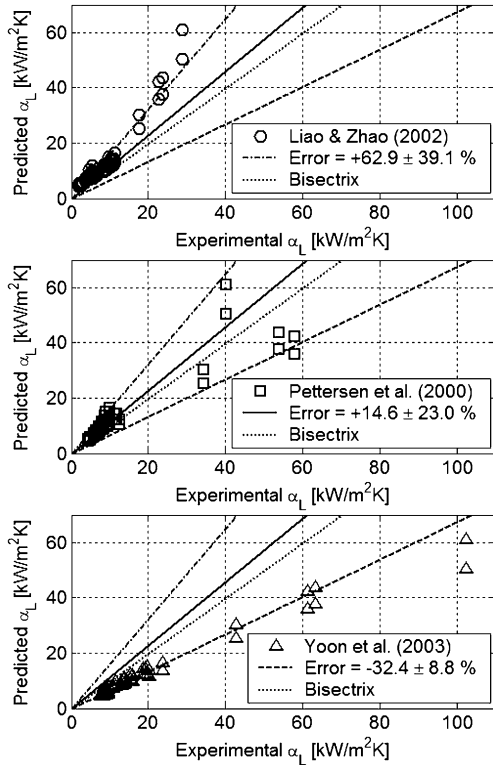 60
40
20
0
0 20 40 60 80 100
Predicted α_L [kW/m²K]
Experimental α_L [kW/m²K]
Liao & Zhao (2002)
Error = +62.9 ± 39.1 %
Bisectrix
60
40
20
0
0 20 40 60 80 100
Predicted α_L [kW/m²K]
Experimental α_L [kW/m²K]
Pettersen et al. (2000)
Error = +14.6 ± 23.0 %
Bisectrix
60
40
20
0
0 20 40 60 80 100
Predicted α_L [kW/m²K]
Experimental α_L [kW/m²K]
Yoon et al. (2003)
Error = -32.4 ± 8.8 %
Bisectrix